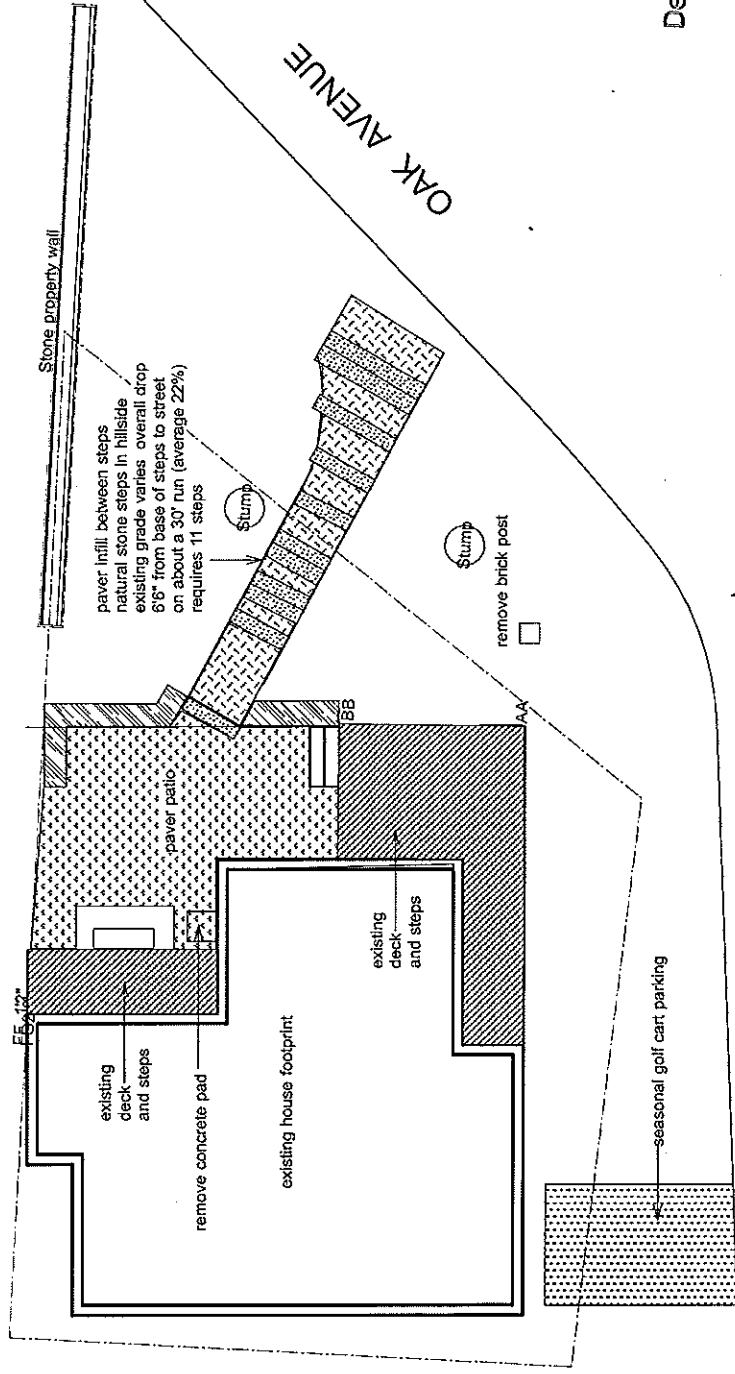 De
OAK AVENUE
Stone property wall
paver infill between steps
natural stone steps in hillside
existing grade varies overall drop
6'6" from base of steps to street
on about a 30' run (average 22%)
requires 11 steps
Stump
Stump
remove brick post
BB
AA
paver patio
existing
deck
and steps
remove concrete pad
existing
deck
and steps
existing house footprint
seasonal golf cart parking